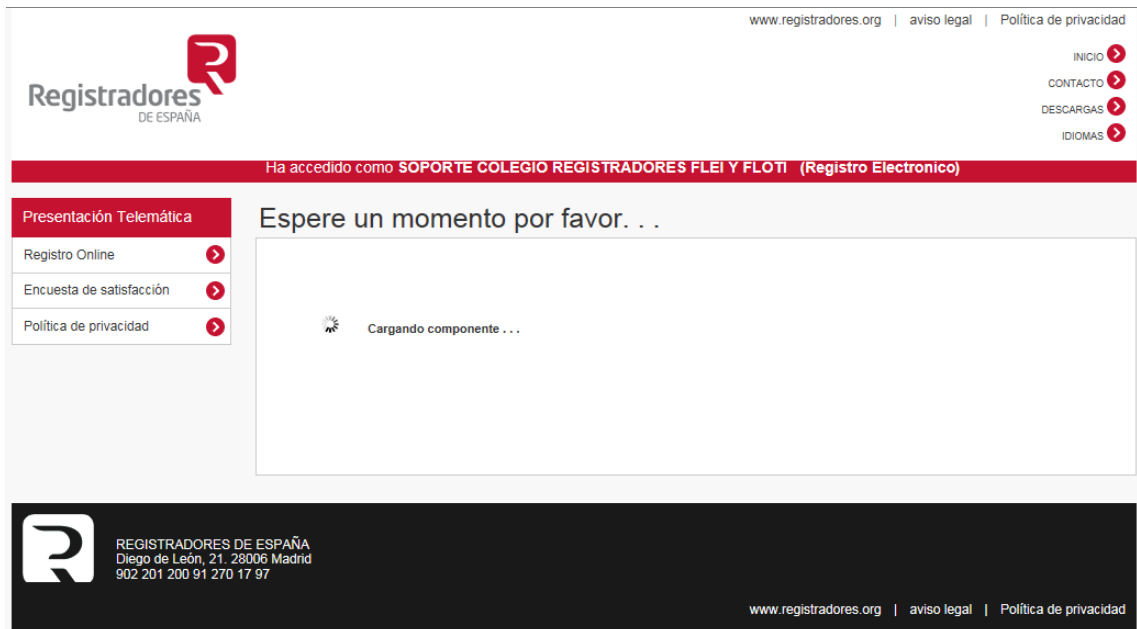 www.registradores.org | aviso legal | Política de privacidad
INICIO
CONTACTO
DESCARGAS
IDIOMAS
Registradores
DE ESPAÑA
Ha accedido como SOPORTE COLEGIO REGISTRADORES FLEI Y FLOTI (Registro Electronico)
Presentación Telemática
Registro Online
Encuesta de satisfacción
Política de privacidad
Espere un momento por favor. . .
Cargando componente . . .
REGISTRADORES DE ESPAÑA
Diego de León, 21. 28006 Madrid
902 201 200 91 270 17 97
www.registradores.org | aviso legal | Política de privacidad